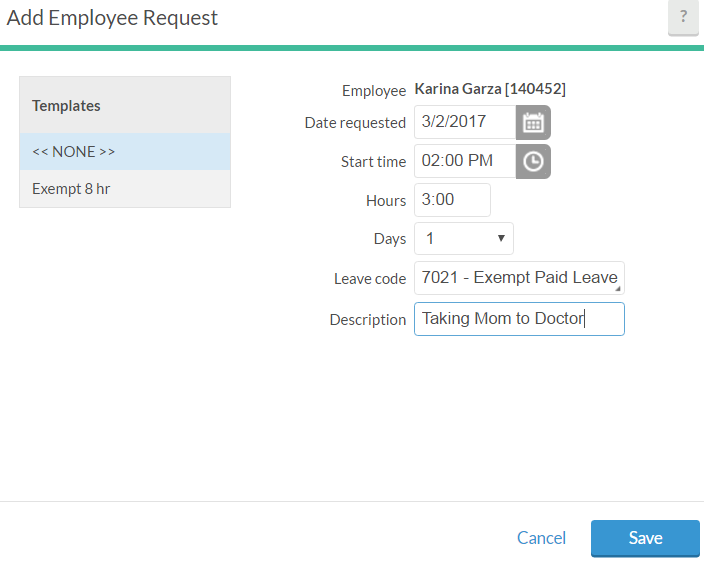 Add Employee Request
?
Templates
<< NONE >>
Exempt 8 hr
Employee Karina Garza [140452]
Date requested 3/2/2017
Start time 02:00 PM
Hours 3:00
Days 1
Leave code 7021 - Exempt Paid Leave
Description Taking Mom to Doctor
Cancel Save